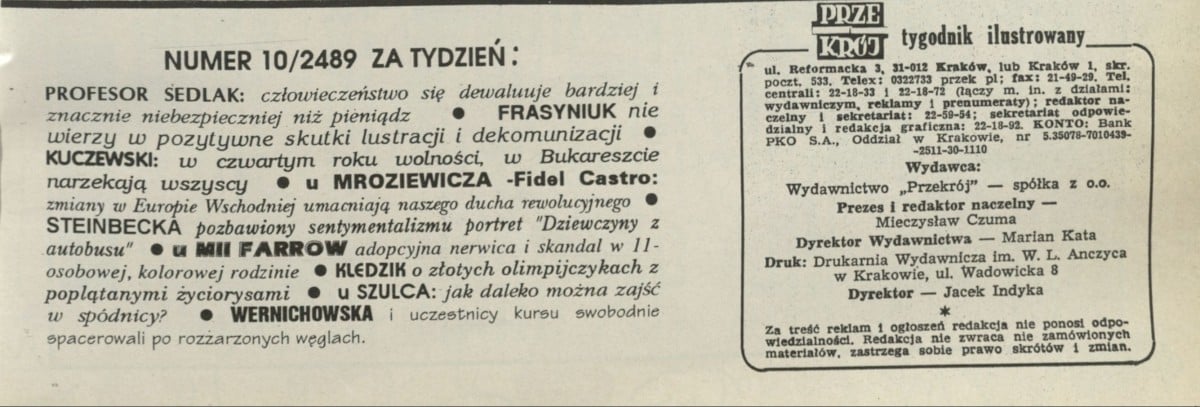 NUMER 10/2489 ZA TYDZIEŃ:
PROFESOR SEDLAK: człowieczeństwo się dewaluuje bardziej i
znacznie niebezpieczniej niż pieniądz ● FRASYNIUK nie
wierzy w pozytywne skutki lustracji i dekomunizacji ●
KUCZEWSKI: w czwartym roku wolności, w Bukareszcie
narzekają wszyscy ● u MROZIEWICZA -Fidel Castro:
zmiany w Europie Wschodniej umacniają naszego ducha rewolucyjnego ●
STEINBECKA pozbawiony sentymentalizmu portret "Dziewczyny z
autobusu" ● u MII FARROW adopcyjna nerwica i skandal w 11-
osobowej, kolorowej rodzinie ● KLEDZIK o złotych olimpijczykach z
poplątanymi życiorysami ● u SZULCA: jak daleko można zajść
w spódnicy? ● WERNICHOWSKA i uczestnicy kursu swobodnie
spacerowali po rozżarzonych węglach.
PRZE
KRÓJ tygodnik ilustrowany
ul. Reformacka 3, 31-012 Kraków, lub Kraków 1, skr.
poczt. 533. Telex: 0322733 przek pl; fax: 21-49-29. Tel.
centrali: 22-18-33 i 22-18-72 (łączy m. in. z działami:
wydawniczym, reklamy i prenumeraty); redaktor na-
czelny i sekretariat: 22-59-54; sekretariat odpowie-
dzialny i redakcja graficzna: 22-18-92. KONTO: Bank
PKO S.A., Oddział w Krakowie, nr 5.35078-7010439-
-2511-30-1110
Wydawca:
Wydawnictwo „Przekrój” — spółka z o.o.
Prezes i redaktor naczelny —
Mieczysław Czuma
Dyrektor Wydawnictwa — Marian Kata
Druk: Drukarnia Wydawnicza im. W. L. Anczyca
w Krakowie, ul. Wadowicka 8
Dyrektor — Jacek Indyka
*
Za treść reklam i ogłoszeń redakcja nie ponosi odpo-
wiedzialności. Redakcja nie zwraca nie zamówionych
materiałów, zastrzega sobie prawo skrótów i zmian.